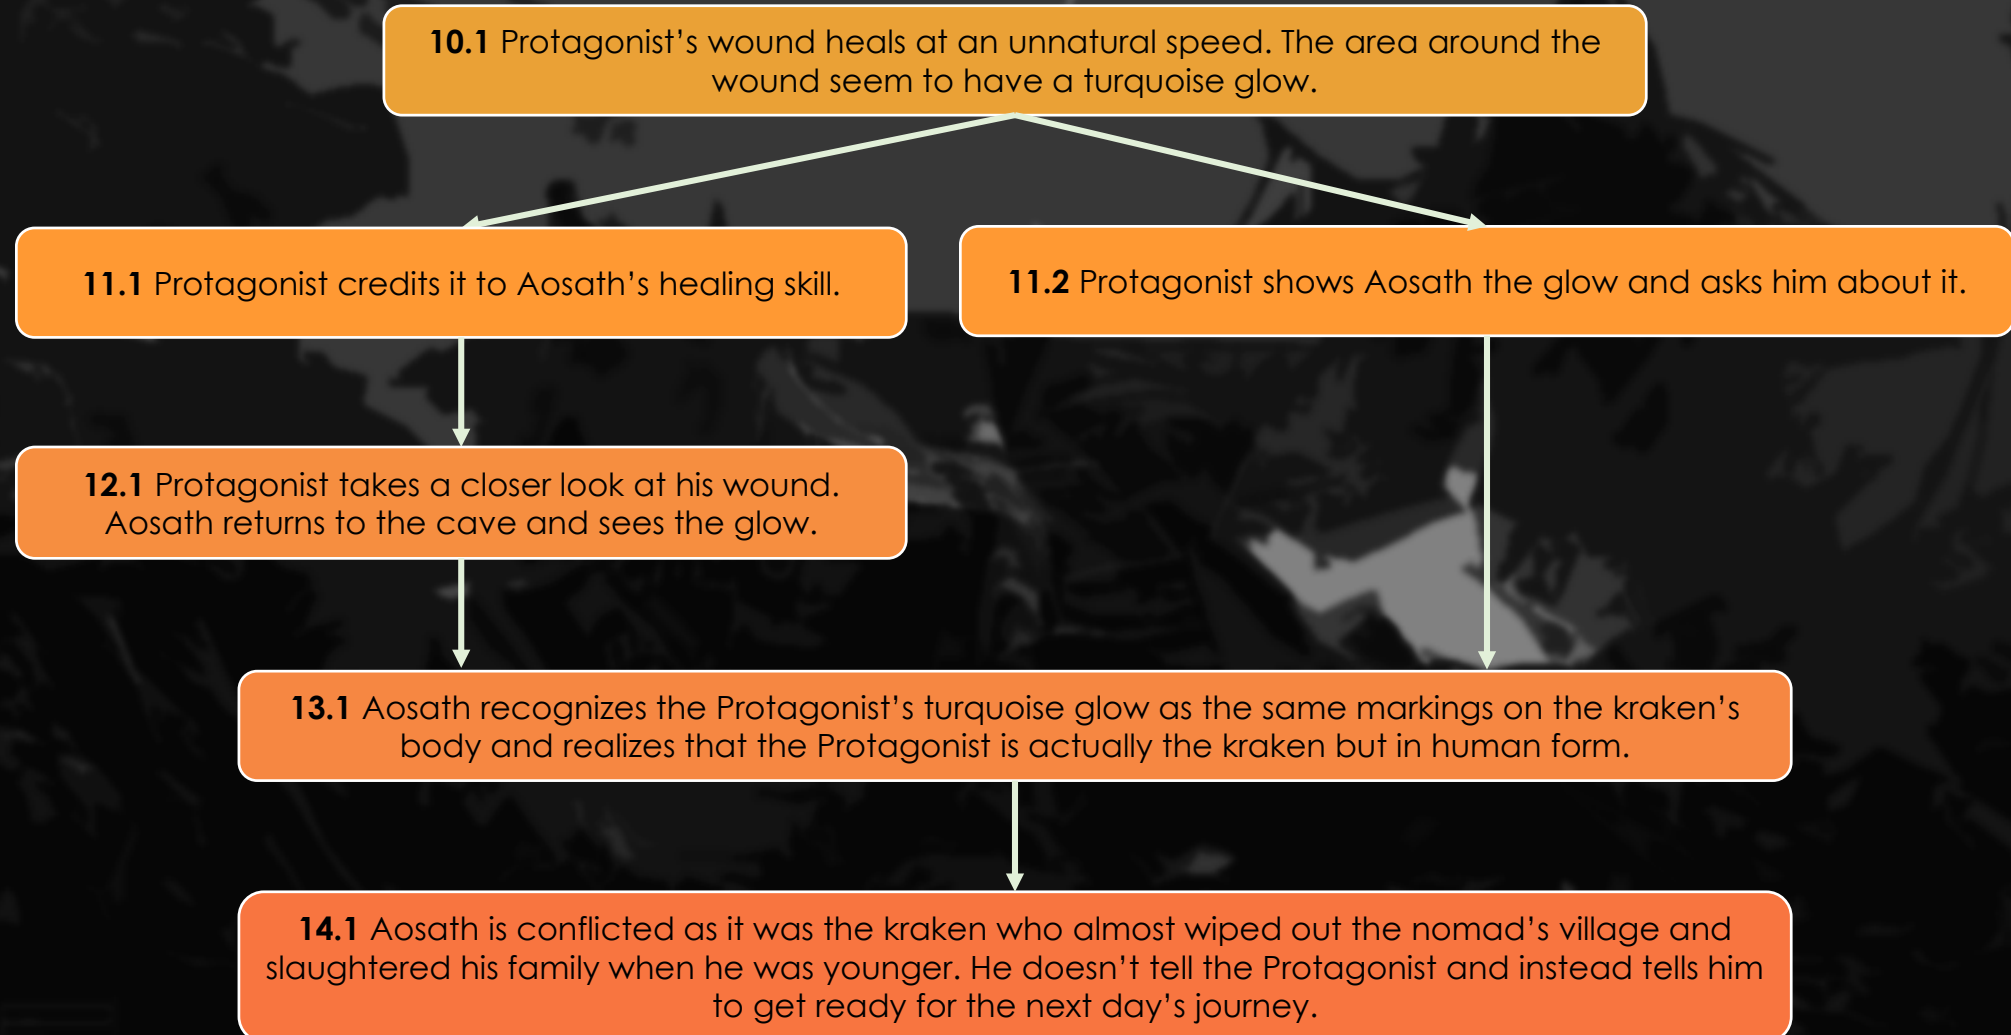 10.1 Protagonist’s wound heals at an unnatural speed. The area around the
wound seem to have a turquoise glow.
11.1 Protagonist credits it to Aosath’s healing skill.
11.2 Protagonist shows Aosath the glow and asks him about it.
12.1 Protagonist takes a closer look at his wound.
Aosath returns to the cave and sees the glow.
13.1 Aosath recognizes the Protagonist’s turquoise glow as the same markings on the kraken’s
body and realizes that the Protagonist is actually the kraken but in human form.
14.1 Aosath is conflicted as it was the kraken who almost wiped out the nomad’s village and
slaughtered his family when he was younger. He doesn’t tell the Protagonist and instead tells him
to get ready for the next day’s journey.